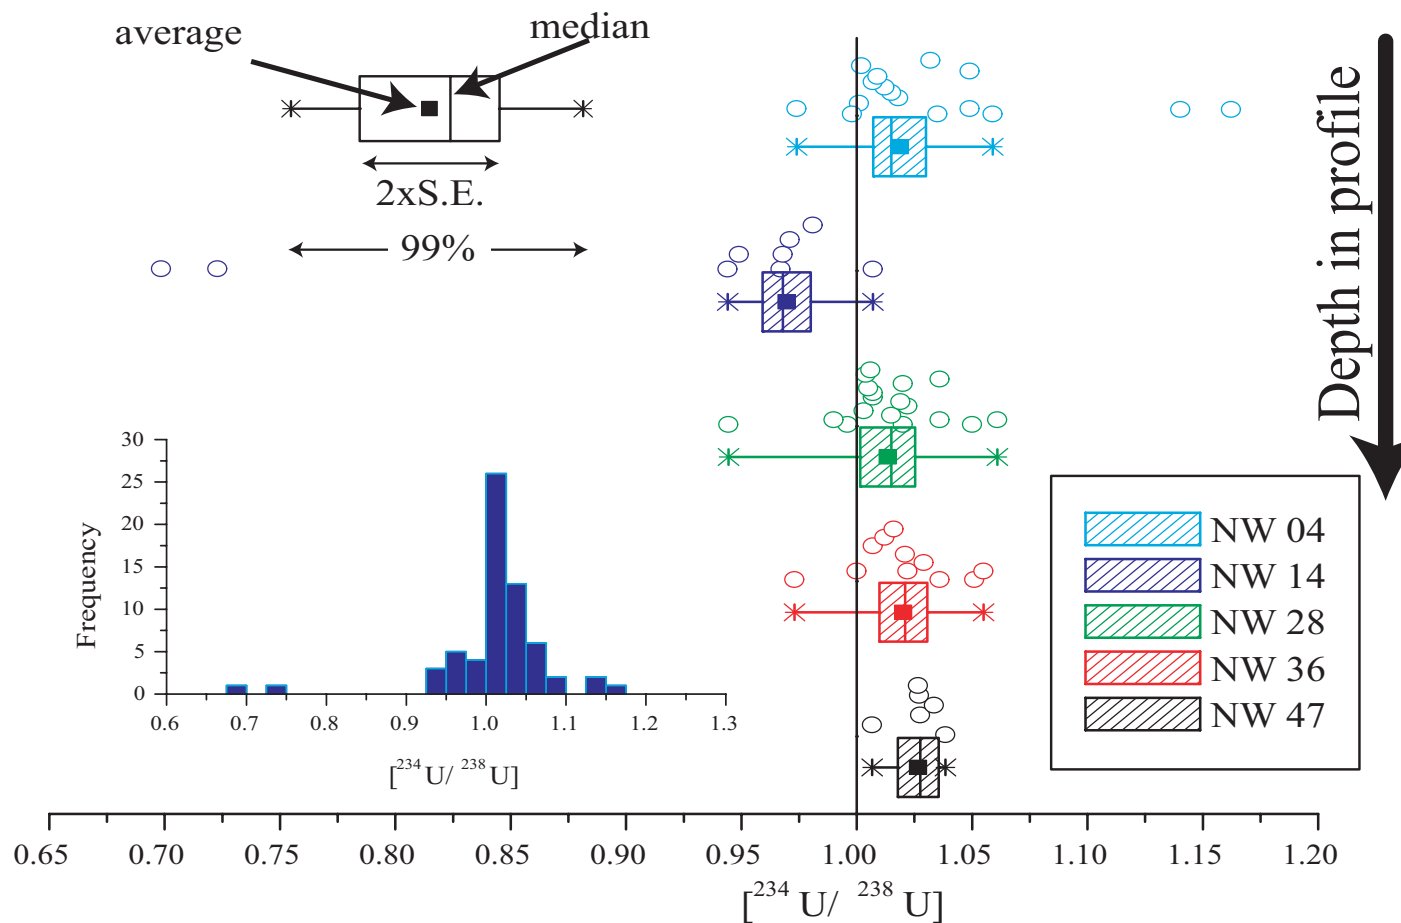 average
median
2xS.E.
99%
Depth in profile
30
25
20
15
10
5
0
Frequency
0.6 0.7 0.8 0.9 1.0 1.1 1.2 1.3
[²³⁴U/ ²³⁸U]
NW 04
NW 14
NW 28
NW 36
NW 47
0.65 0.70 0.75 0.80 0.85 0.90 0.95 1.00 1.05 1.10 1.15 1.20
[²³⁴ U/ ²³⁸ U]